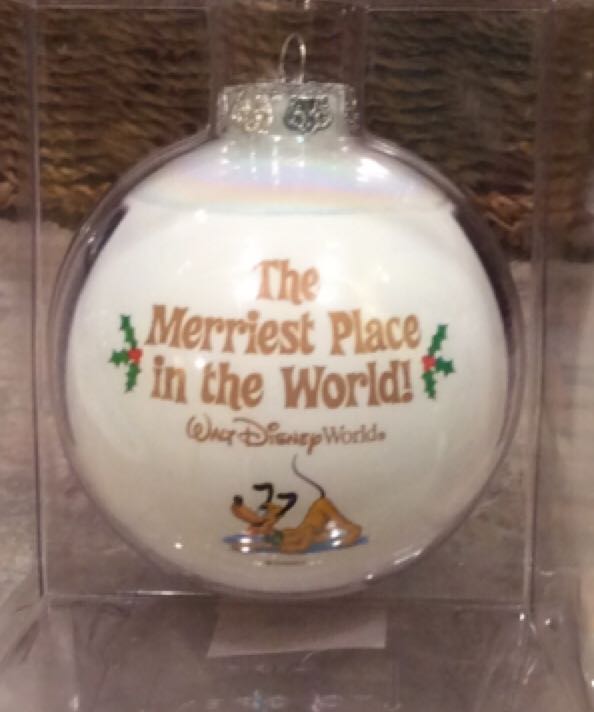 The
Merriest Place
in the World!
Walt Disney World®